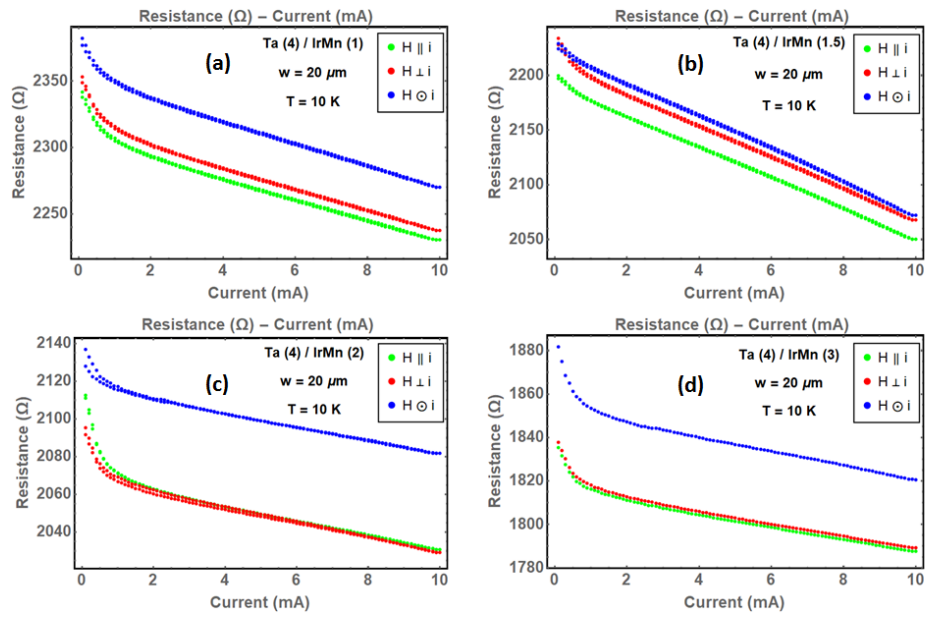 Resistance (Ω) – Current (mA)
Ta (4) / IrMn (1)
(a)
w = 20 μm
T = 10 K
H || i
H ⊥ i
H ⊙ i
Resistance (Ω)
2350
2300
2250
0 2 4 6 8 10
Current (mA)
Resistance (Ω) – Current (mA)
Ta (4) / IrMn (1.5)
(b)
w = 20 μm
T = 10 K
H || i
H ⊥ i
H ⊙ i
Resistance (Ω)
2200
2150
2100
2050
0 2 4 6 8 10
Current (mA)
Resistance (Ω) – Current (mA)
Ta (4) / IrMn (2)
(c)
w = 20 μm
T = 10 K
H || i
H ⊥ i
H ⊙ i
Resistance (Ω)
2140
2120
2100
2080
2060
2040
0 2 4 6 8 10
Current (mA)
Resistance (Ω) – Current (mA)
Ta (4) / IrMn (3)
(d)
w = 20 μm
T = 10 K
H || i
H ⊥ i
H ⊙ i
Resistance (Ω)
1880
1860
1840
1820
1800
1780
0 2 4 6 8 10
Current (mA)